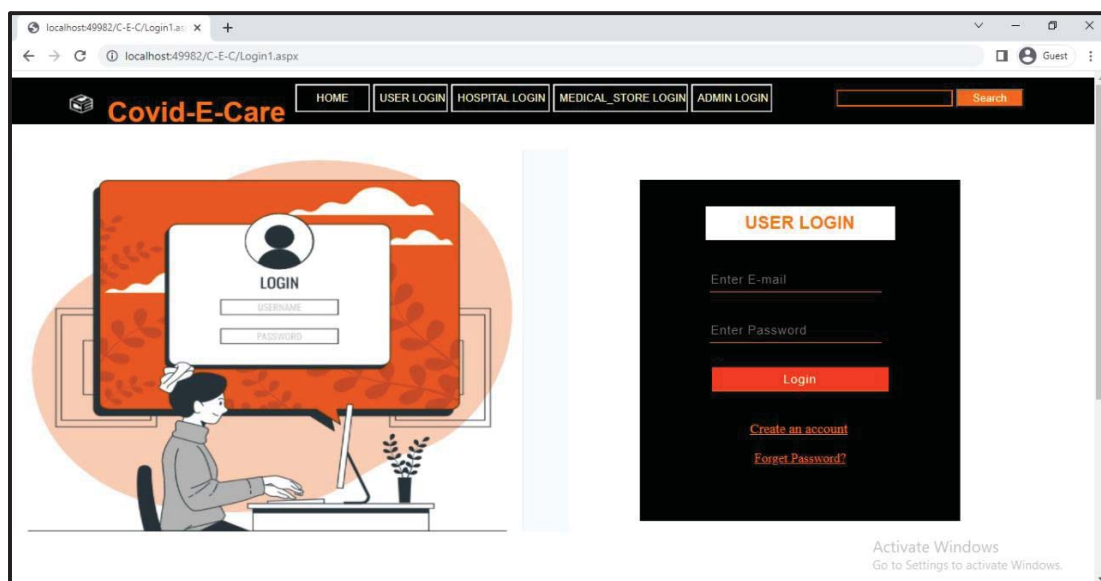 localhost:49982/C-E-C/Login1.as
localhost:49982/C-E-C/Login1.aspx
Guest
Covid-E-Care
HOME
USER LOGIN
HOSPITAL LOGIN
MEDICAL_STORE LOGIN
ADMIN LOGIN
Search
LOGIN
USERNAME
PASSWORD
USER LOGIN
Enter E-mail
Enter Password
Login
Create an account
Forget Password?
Activate Windows
Go to Settings to activate Windows.